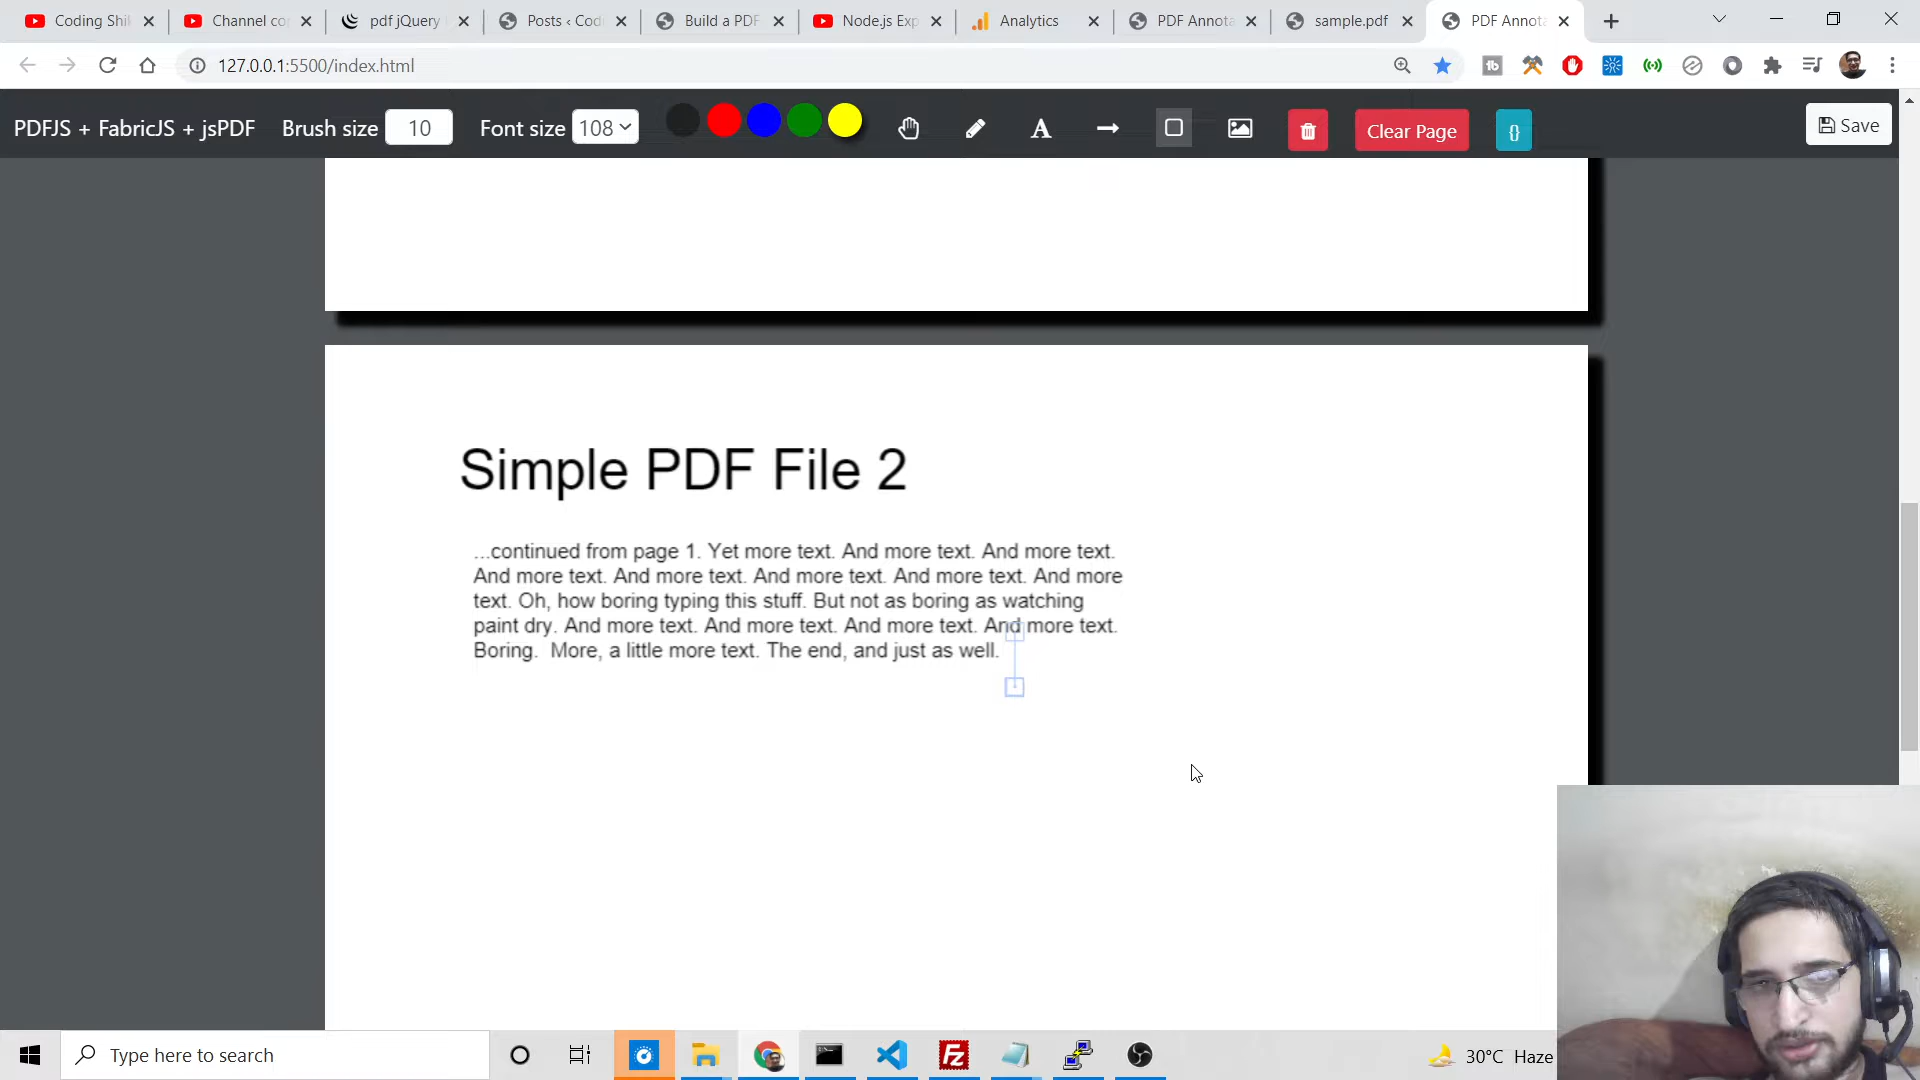 Coding Shi
Channel co
pdf jQuery
Posts ‹ Codi
Build a PDF
Node.js Exp
Analytics
PDF Annota
sample.pdf
PDF Annota
127.0.0.1:5500/index.html
PDFJS + FabricJS + jsPDF
Brush size
10
Font size
108
A
Clear Page
{}
Save
Simple PDF File 2
...continued from page 1. Yet more text. And more text. And more text.
And more text. And more text. And more text. And more text. And more
text. Oh, how boring typing this stuff. But not as boring as watching
paint dry. And more text. And more text. And more text. And more text.
Boring.  More, a little more text. The end, and just as well.
Type here to search
30°C Haze